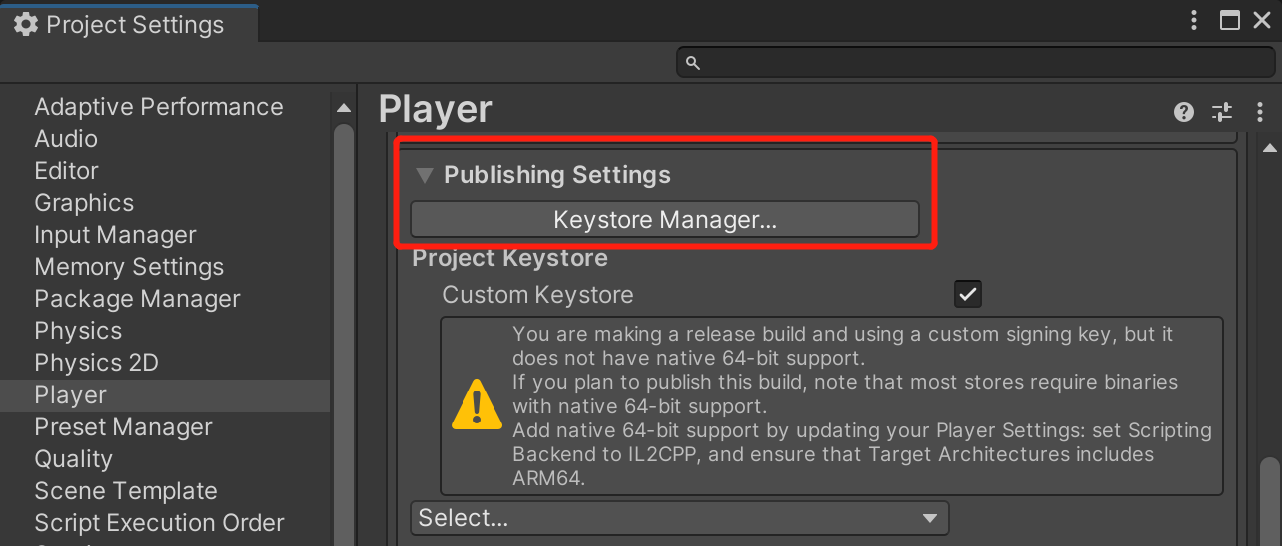 Project Settings
Adaptive Performance
Audio
Editor
Graphics
Input Manager
Memory Settings
Package Manager
Physics
Physics 2D
Player
Preset Manager
Quality
Scene Template
Script Execution Order
Player
Publishing Settings
Keystore Manager...
Project Keystore
Custom Keystore
You are making a release build and using a custom signing key, but it
does not have native 64-bit support.
If you plan to publish this build, note that most stores require binaries
with native 64-bit support.
Add native 64-bit support by updating your Player Settings: set Scripting
Backend to IL2CPP, and ensure that Target Architectures includes
ARM64.
Select...